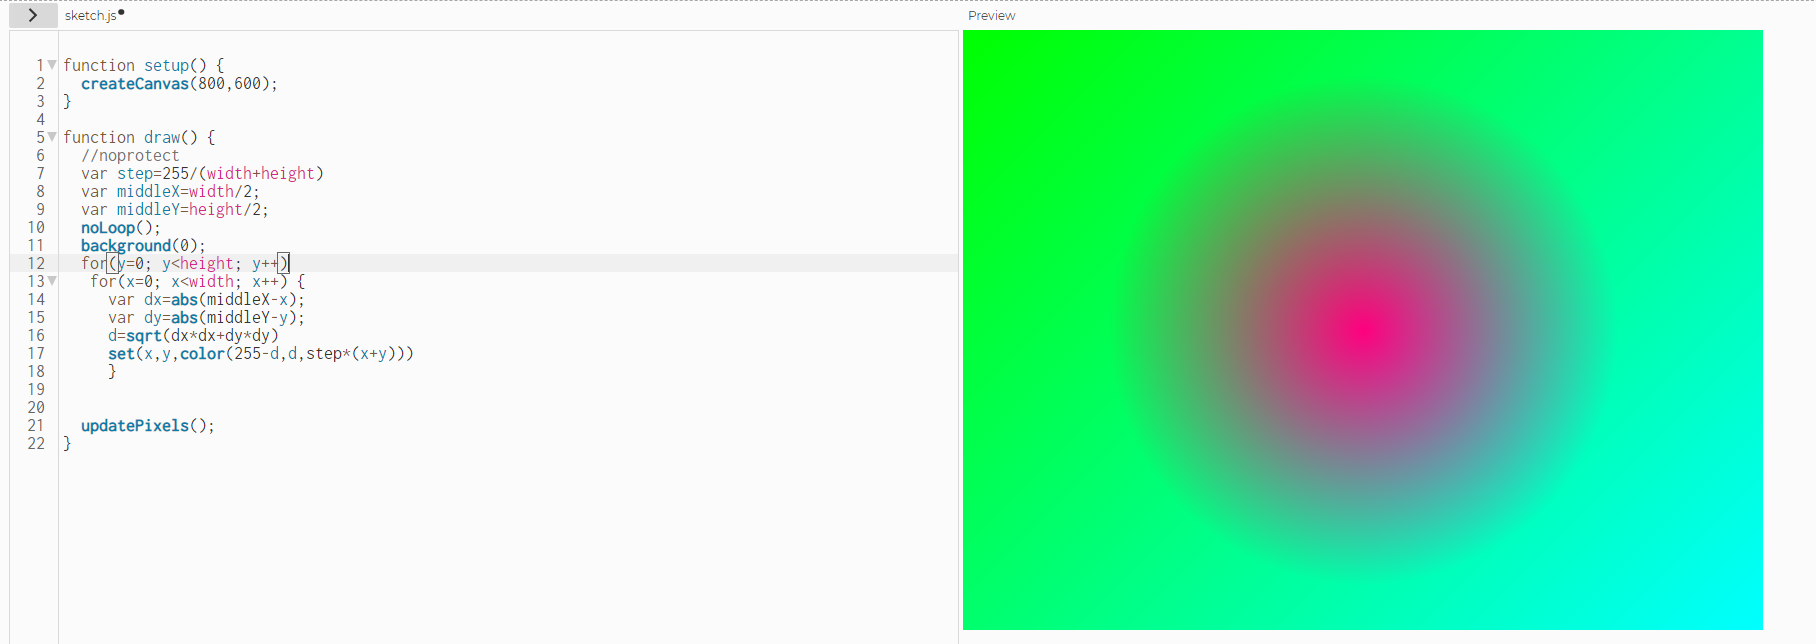 sketch.js
Preview
1 function setup() {
2 createCanvas(800,600);
3 }
4
5 function draw() {
6 //noprotect
7 var step=255/(width+height)
8 var middleX=width/2;
9 var middleY=height/2;
10 noLoop();
11 background(0);
12 for(y=0; y<height; y++)
13 for(x=0; x<width; x++) {
14 var dx=abs(middleX-x);
15 var dy=abs(middleY-y);
16 d=sqrt(dx*dx+dy*dy)
17 set(x,y,color(255-d,d,step*(x+y)))
18 }
19
20
21 updatePixels();
22 }